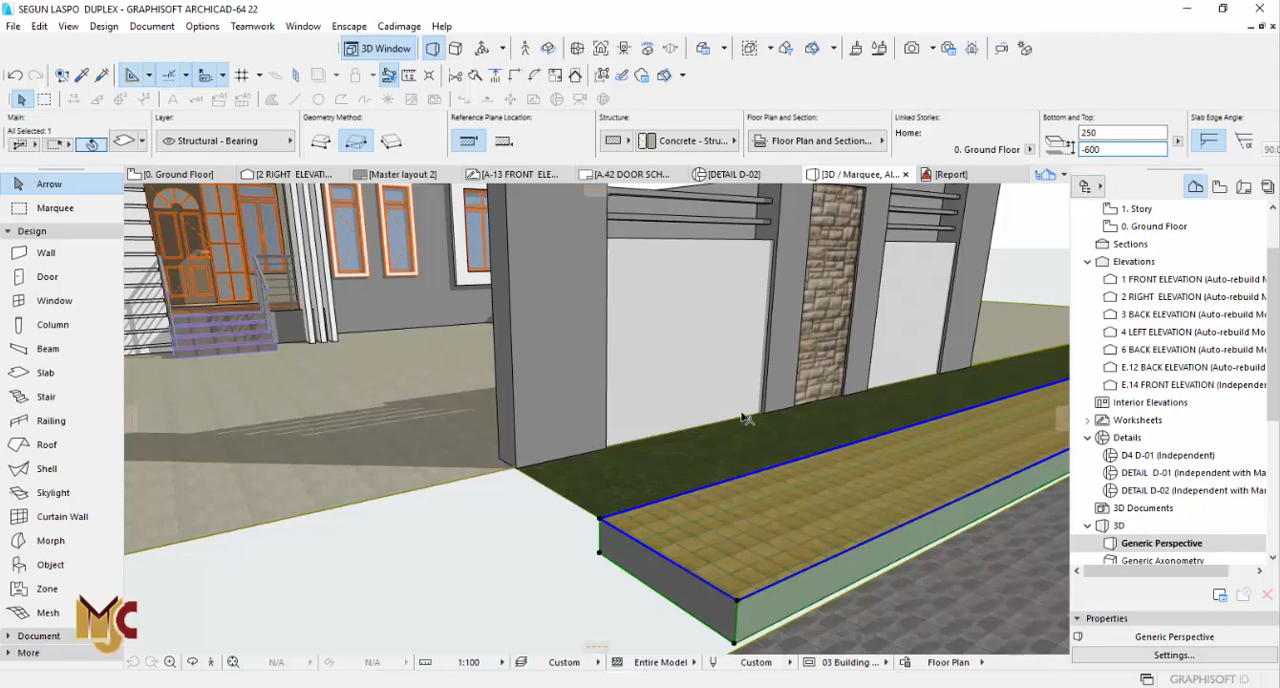 SEGUN LASPO  DUPLEX - GRAPHISOFT ARCHICAD-64 22
File Edit View Design Document Options Teamwork Window Enscape Cadimage Help
3D Window
Main:
All Selected: 1
Layer:
Structural - Bearing
Geometry Method:
Reference Plane Location:
Structure:
Concrete - Stru...
Floor Plan and Section:
Floor Plan and Section...
Linked Stories:
Home:
0. Ground Floor
Bottom and Top:
250
-600
Slab Edge Angle:
90.0
[0. Ground Floor] [2 RIGHT ELEVATI... [Master layout 2] [A-13 FRONT ELE... [A.42 DOOR SCH... [DETAIL D-02] [3D / Marquee, Al... [Report]
Arrow
Marquee
Design
Wall
Door
Window
Column
Beam
Slab
Stair
Railing
Roof
Shell
Skylight
Curtain Wall
Morph
Object
Zone
Mesh
Document
More
MJC
1. Story
0. Ground Floor
Sections
Elevations
1 FRONT ELEVATION (Auto-rebuild M
2 RIGHT ELEVATION (Auto-rebuild Mo
3 BACK ELEVATION (Auto-rebuild Mo
4 LEFT ELEVATION (Auto-rebuild Mo
6 BACK ELEVATION (Auto-rebuild Mo
E.12 BACK ELEVATION (Auto-rebuild
E.14 FRONT ELEVATION (Independer
Interior Elevations
Worksheets
Details
D4 D-01 (Independent)
DETAIL D-01 (Independent with Mar
DETAIL D-02 (Independent with Mar
3D Documents
3D
Generic Perspective
Generic Axonometry
Properties
Generic Perspective
Settings...
N/A N/A 1:100 Custom Entire Model Custom 03 Building ... Floor Plan
GRAPHISOFT ID